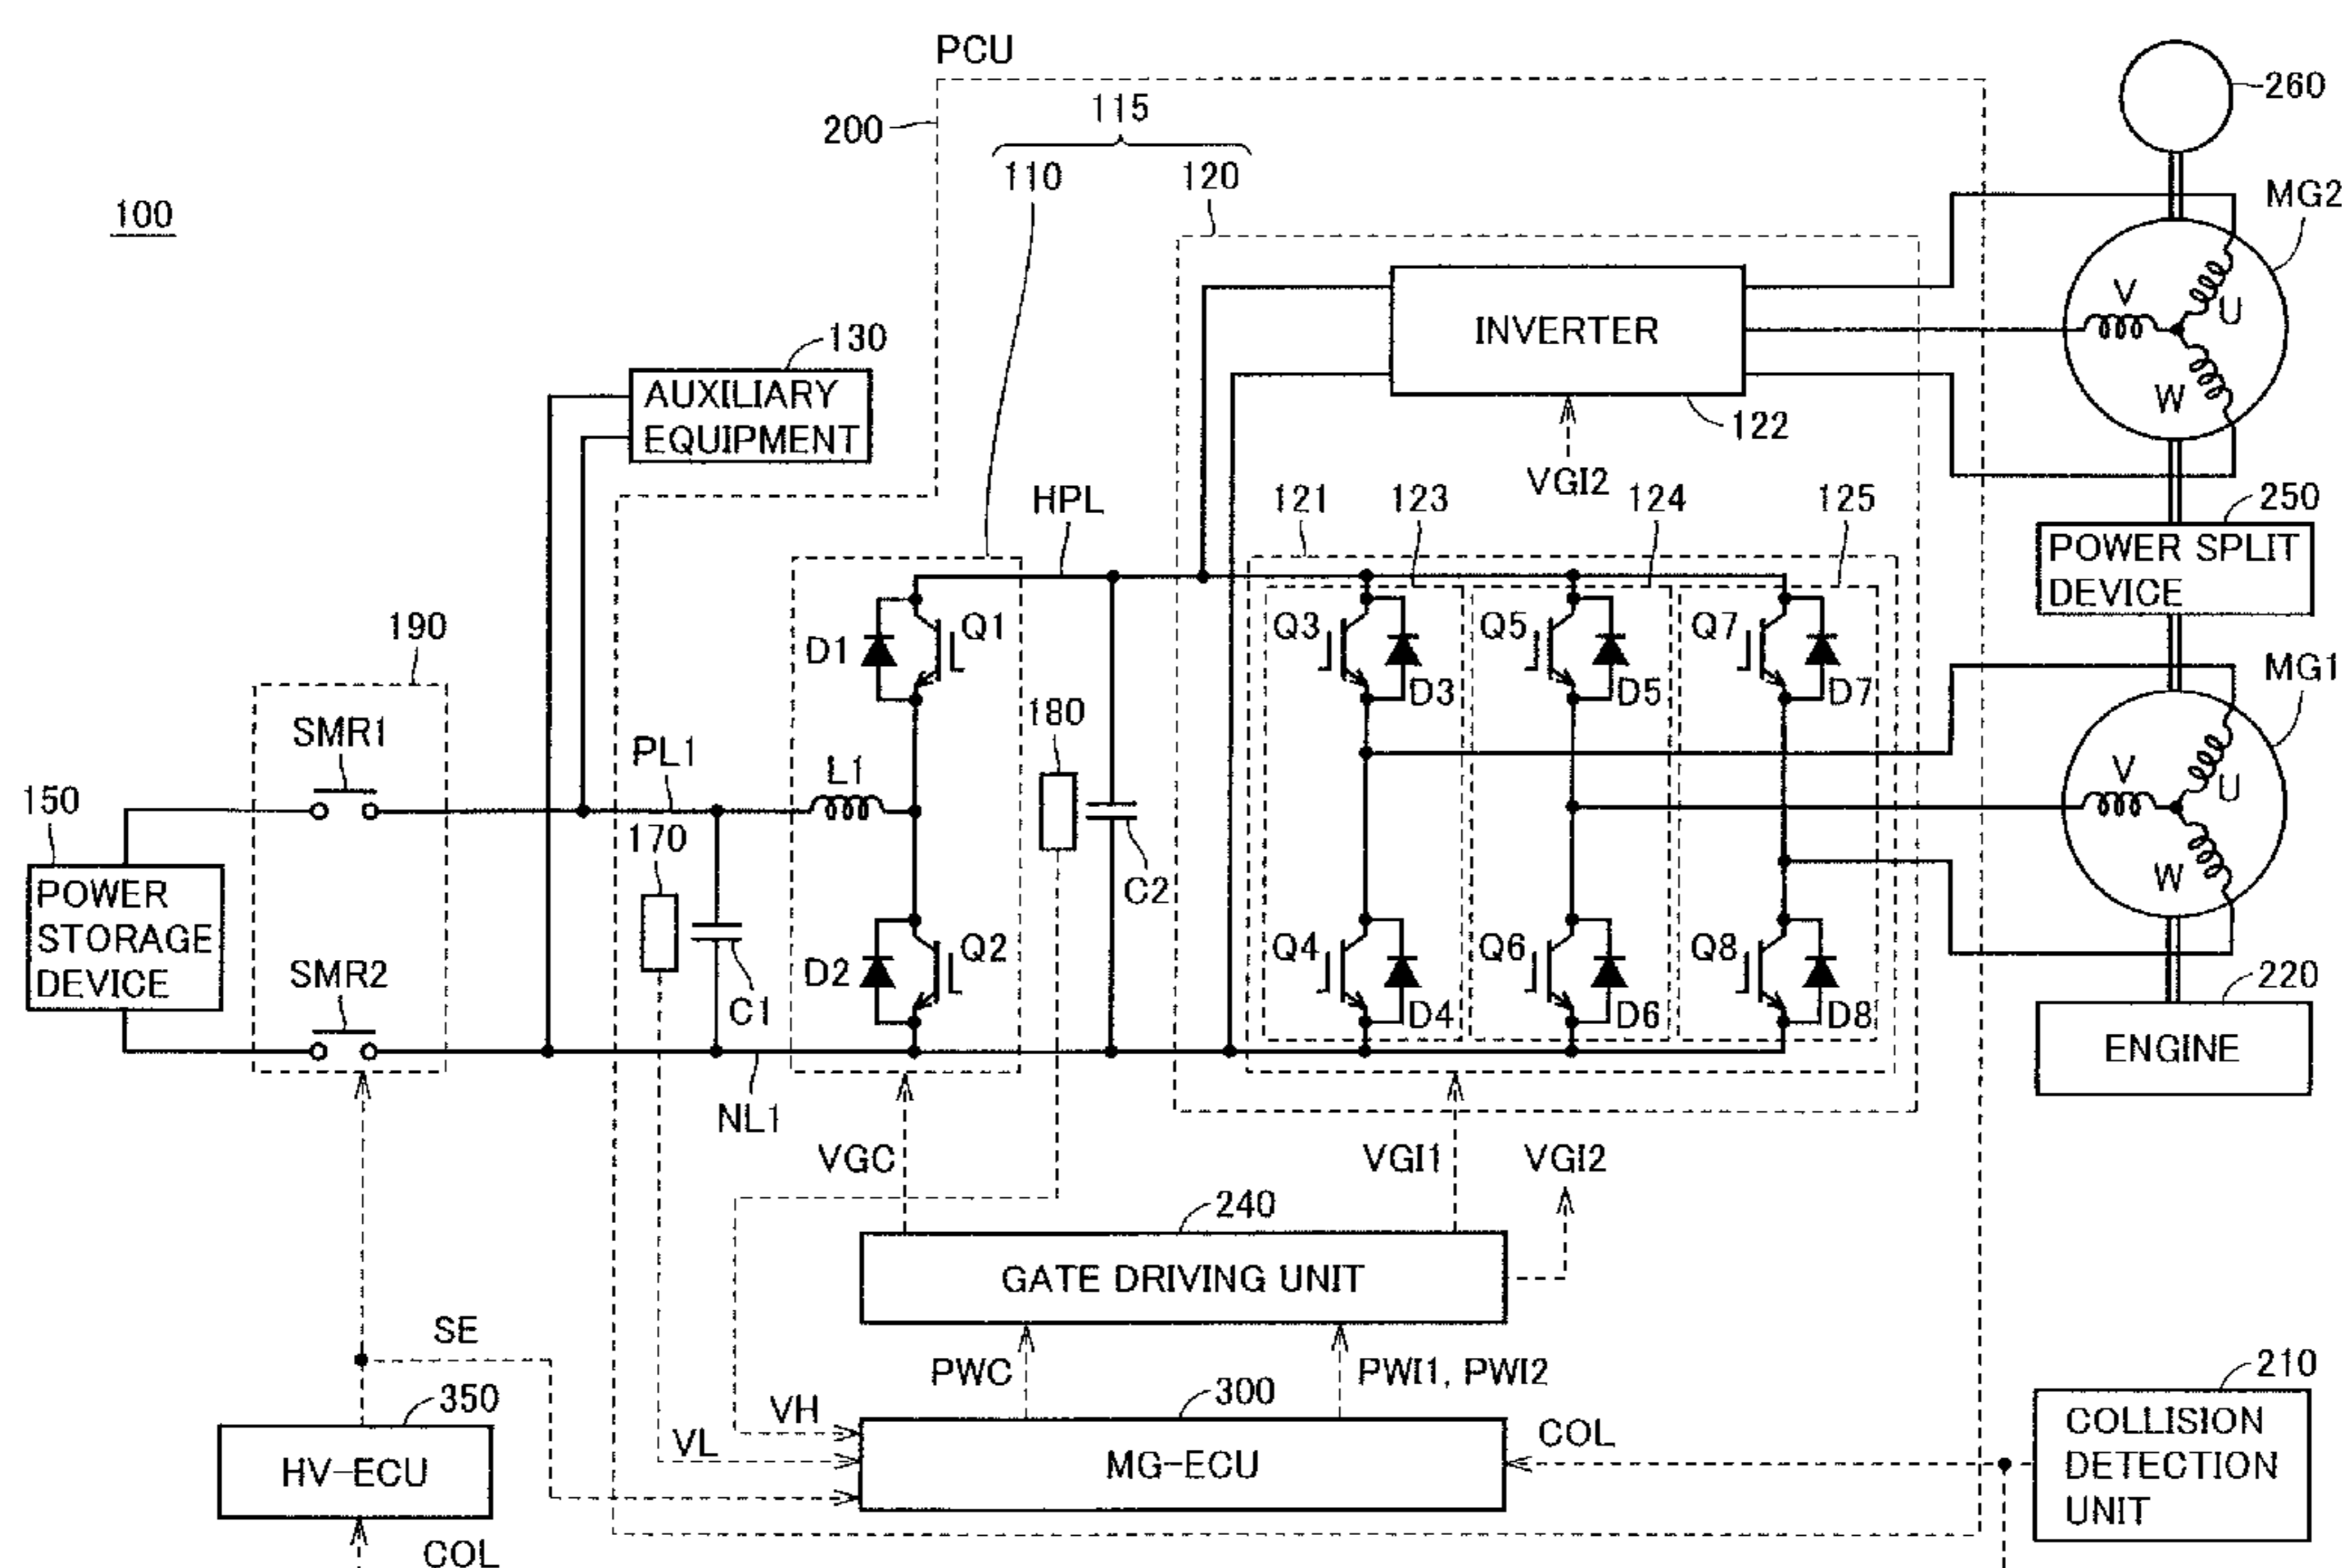 PCU
260
115
200
110
120
MG2
100
V
U
INVERTER
130
AUXILIARY
EQUIPMENT
W
122
VGI2
HPL
121
123
124
125
250
POWER SPLIT
DEVICE
190
D1
Q1
Q3
D3
Q5
D5
Q7
D7
MG1
180
SMR1
PL1
L1
V
U
150
170
C2
W
POWER
STORAGE
DEVICE
SMR2
C1
D2
Q2
Q4
D4
Q6
D6
Q8
D8
220
ENGINE
NL1
VGC
VGI1
VGI2
240
GATE DRIVING UNIT
SE
PWC
PWI1, PWI2
210
350
300
VH
VL
COL
COLLISION
DETECTION
UNIT
HV-ECU
MG-ECU
COL